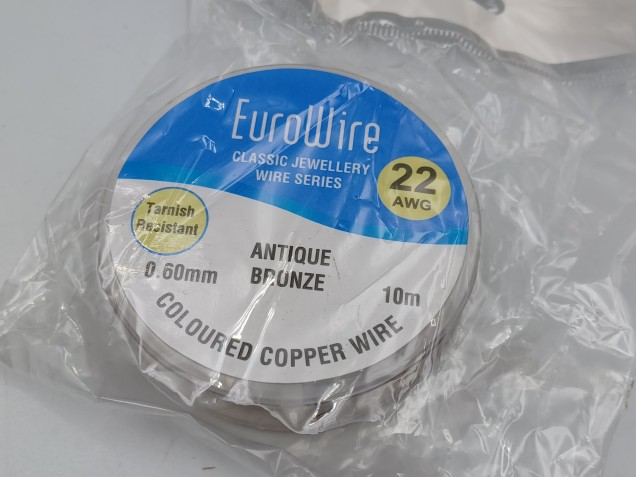 EuroWire
CLASSIC JEWELLERY
WIRE SERIES
22
AWG
Tarnish
Resistant
ANTIQUE
BRONZE
0.60mm
10m
COLOURED COPPER WIRE